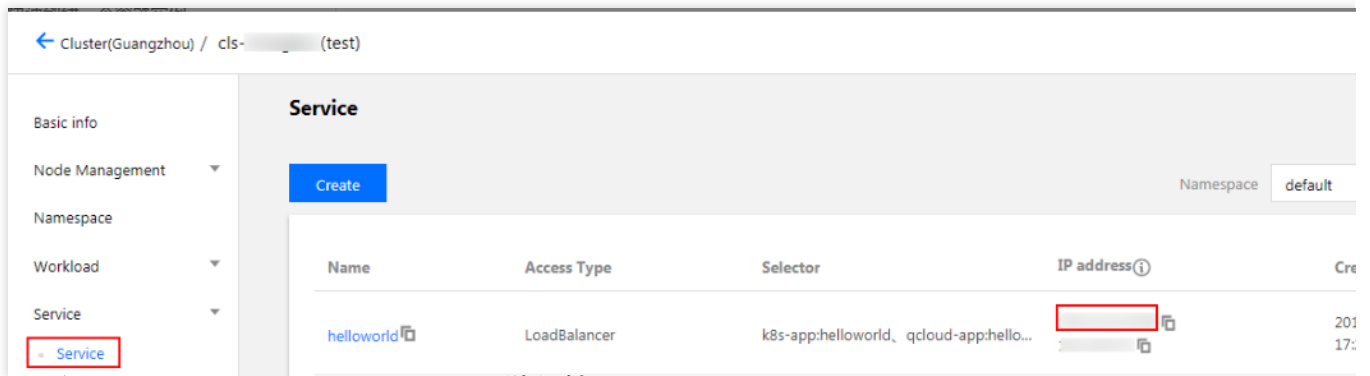 Cluster(Guangzhou) / cls- (test)
Basic info
Node Management
Namespace
Workload
Service
Service
Service
Create
Namespace default
Name Access Type Selector IP address
helloworld LoadBalancer k8s-app:helloworld、qcloud-app:hello...